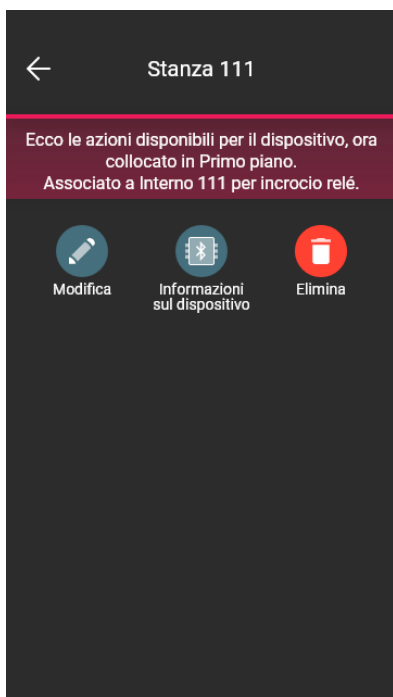 Stanza 111
Ecco le azioni disponibili per il dispositivo, ora
collocato in Primo piano.
Associato a Interno 111 per incrocio relé.
Modifica
Informazioni
sul dispositivo
Elimina